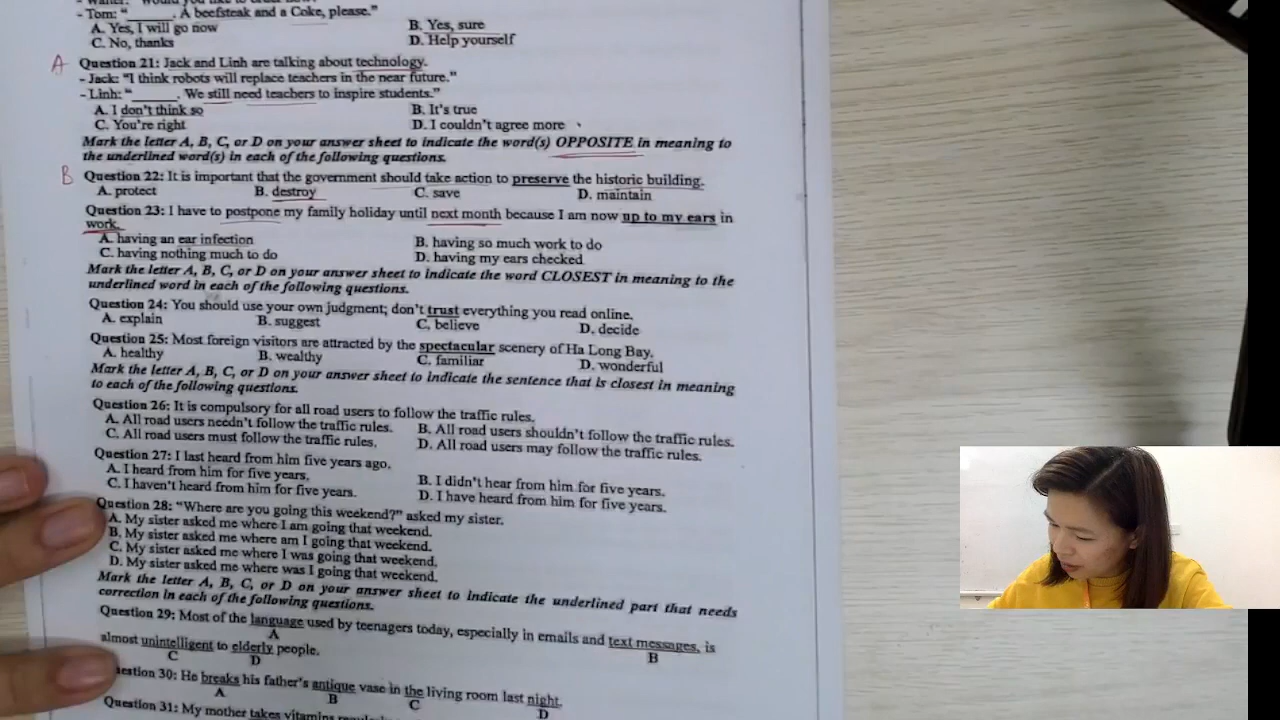 - Tom: "______. A beefsteak and a Coke, please."
A. Yes, I will go now B. Yes, sure
C. No, thanks D. Help yourself
A Question 21: Jack and Linh are talking about technology.
- Jack: "I think robots will replace teachers in the near future."
- Linh: "______. We still need teachers to inspire students."
A. I don't think so B. It's true
C. You're right D. I couldn't agree more
Mark the letter A, B, C, or D on your answer sheet to indicate the word(s) OPPOSITE in meaning to
the underlined word(s) in each of the following questions.
B Question 22: It is important that the government should take action to preserve the historic building.
A. protect B. destroy C. save D. maintain
Question 23: I have to postpone my family holiday until next month because I am now up to my ears in
work.
A. having an ear infection B. having so much work to do
C. having nothing much to do D. having my ears checked
Mark the letter A, B, C, or D on your answer sheet to indicate the word CLOSEST in meaning to the
underlined word in each of the following questions.
Question 24: You should use your own judgment; don't trust everything you read online.
A. explain B. suggest C. believe D. decide
Question 25: Most foreign visitors are attracted by the spectacular scenery of Ha Long Bay.
A. healthy B. wealthy C. familiar D. wonderful
Mark the letter A, B, C, or D on your answer sheet to indicate the sentence that is closest in meaning
to each of the following questions.
Question 26: It is compulsory for all road users to follow the traffic rules.
A. All road users needn't follow the traffic rules. B. All road users shouldn't follow the traffic rules.
C. All road users must follow the traffic rules. D. All road users may follow the traffic rules.
Question 27: I last heard from him five years ago.
A. I heard from him for five years. B. I didn't hear from him for five years.
C. I haven't heard from him for five years. D. I have heard from him for five years.
Question 28: "Where are you going this weekend?" asked my sister.
A. My sister asked me where I am going that weekend.
B. My sister asked me where am I going that weekend.
C. My sister asked me where I was going that weekend.
D. My sister asked me where was I going that weekend.
Mark the letter A, B, C, or D on your answer sheet to indicate the underlined part that needs
correction in each of the following questions.
Question 29: Most of the language used by teenagers today, especially in emails and text messages, is
A B
almost unintelligent to elderly people.
C D
estion 30: He breaks his father's antique vase in the living room last night.
A B C D
Question 31: My mother takes vitamins